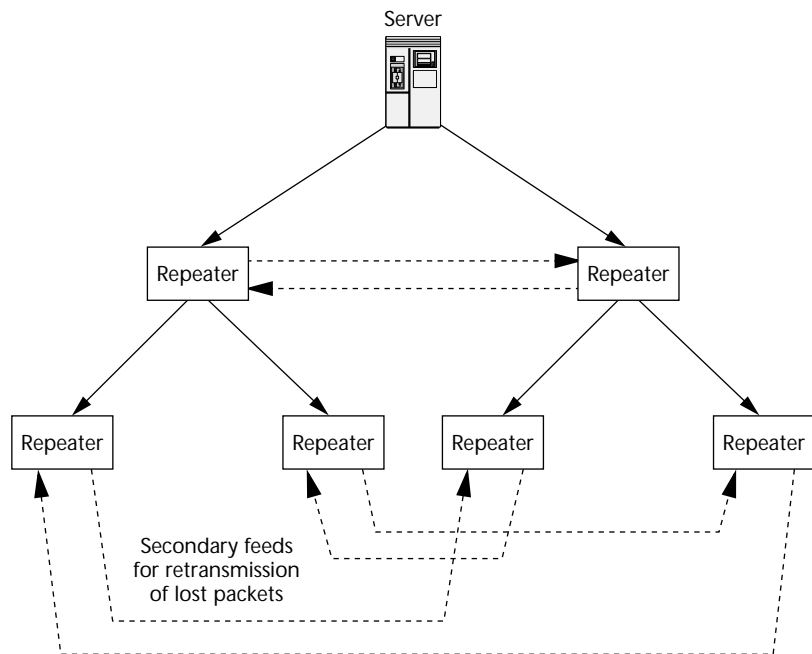 Server
Repeater
Repeater
Repeater
Repeater
Repeater
Repeater
Secondary feeds
for retransmission
of lost packets